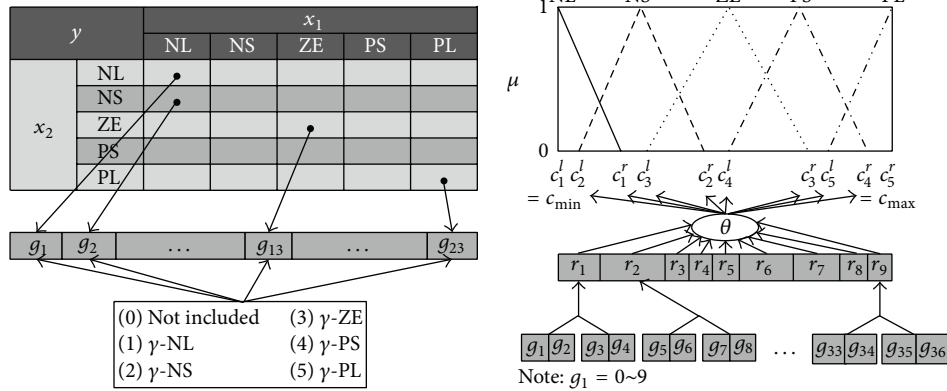 y x₁
NL NS ZE PS PL
x₂
NL
NS
ZE
PS
PL
g₁ g₂ ... g₁₃ ... g₂₃
(0) Not included (3) γ-ZE
(1) γ-NL (4) γ-PS
(2) γ-NS (5) γ-PL
NL NS ZE PS PL
1
μ
0
c₁ˡ c₂ˡ c₁ʳ c₃ˡ c₂ʳ c₄ˡ c₃ʳ c₅ˡ c₄ʳ c₅ʳ
= c_min = c_max
θ
r₁ r₂ r₃ r₄ r₅ r₆ r₇ r₈ r₉
g₁ g₂ g₃ g₄ g₅ g₆ g₇ g₈ ... g₃₃ g₃₄ g₃₅ g₃₆
Note: g₁ = 0~9